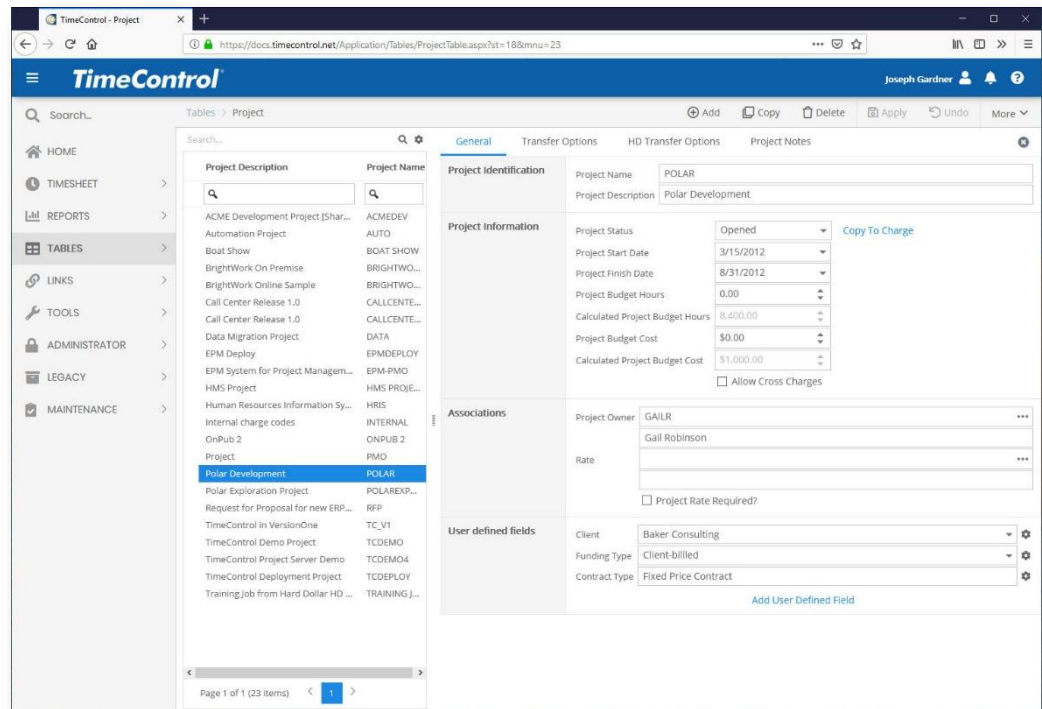 TimeControl - Project
https://docs.timecontrol.net/Application/Tables/ProjectTable.aspx?st=18&mnu=23
TimeControl
Joseph Gardner
Search...
HOME
TIMESHEET
REPORTS
TABLES
LINKS
TOOLS
ADMINISTRATOR
LEGACY
MAINTENANCE
Tables > Project
Add Copy Delete Apply Undo More
Search...
Project Description Project Name
ACME Development Project [Shar... ACMEDEV
Automation Project AUTO
Boat Show BOAT SHOW
BrightWork On Premise BRIGHTWO...
BrightWork Online Sample BRIGHTWO...
Call Center Release 1.0 CALLCENTE...
Call Center Release 1.0 CALLCENTE...
Data Migration Project DATA
EPM Deploy EPMDEPLOY
EPM System for Project Managem... EPM-PMO
HMS Project HMS PROJE...
Human Resources Information Sy... HRIS
Internal charge codes INTERNAL
OnPub 2 ONPUB 2
Project PMO
Polar Development POLAR
Polar Exploration Project POLAREXP...
Request for Proposal for new ERP... RFP
TimeControl in VersionOne TC_V1
TimeControl Demo Project TCDEMO
TimeControl Project Server Demo TCDEMO4
TimeControl Deployment Project TCDEPLOY
Training Job from Hard Dollar HD ... TRAINING J...
Page 1 of 1 (23 items) < 1 >
General Transfer Options HD Transfer Options Project Notes
Project Identification
Project Name POLAR
Project Description Polar Development
Project Information
Project Status Opened Copy To Charge
Project Start Date 3/15/2012
Project Finish Date 8/31/2012
Project Budget Hours 0.00
Calculated Project Budget Hours 8,400.00
Project Budget Cost $0.00
Calculated Project Budget Cost $1,000.00
Allow Cross Charges
Associations
Project Owner GAILR
Gail Robinson
Rate
Project Rate Required?
User defined fields
Client Baker Consulting
Funding Type Client-billled
Contract Type Fixed Price Contract
Add User Defined Field